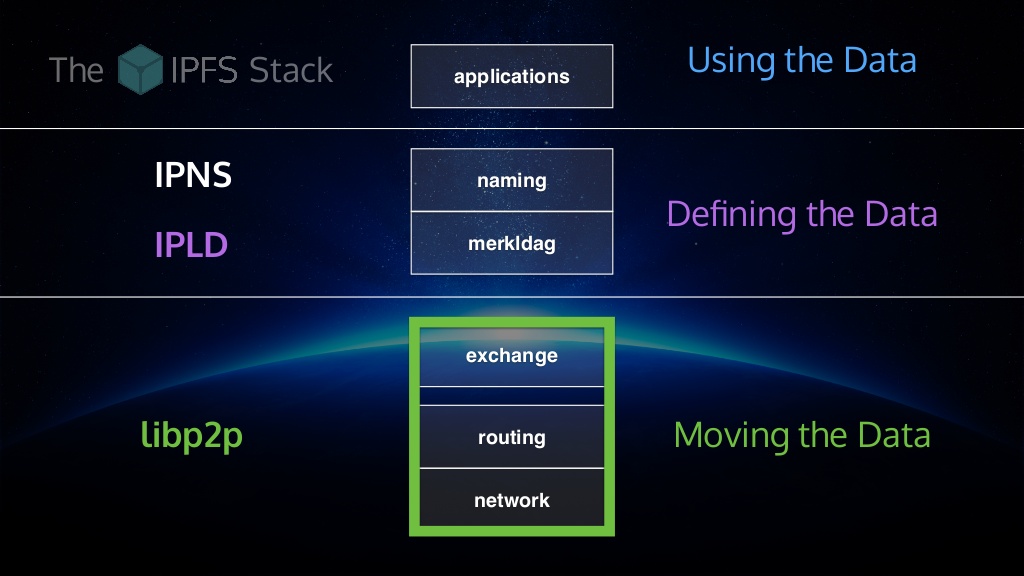 The IPFS Stack
applications
Using the Data
IPNS
naming
IPLD
merkldag
Defining the Data
exchange
libp2p
routing
network
Moving the Data